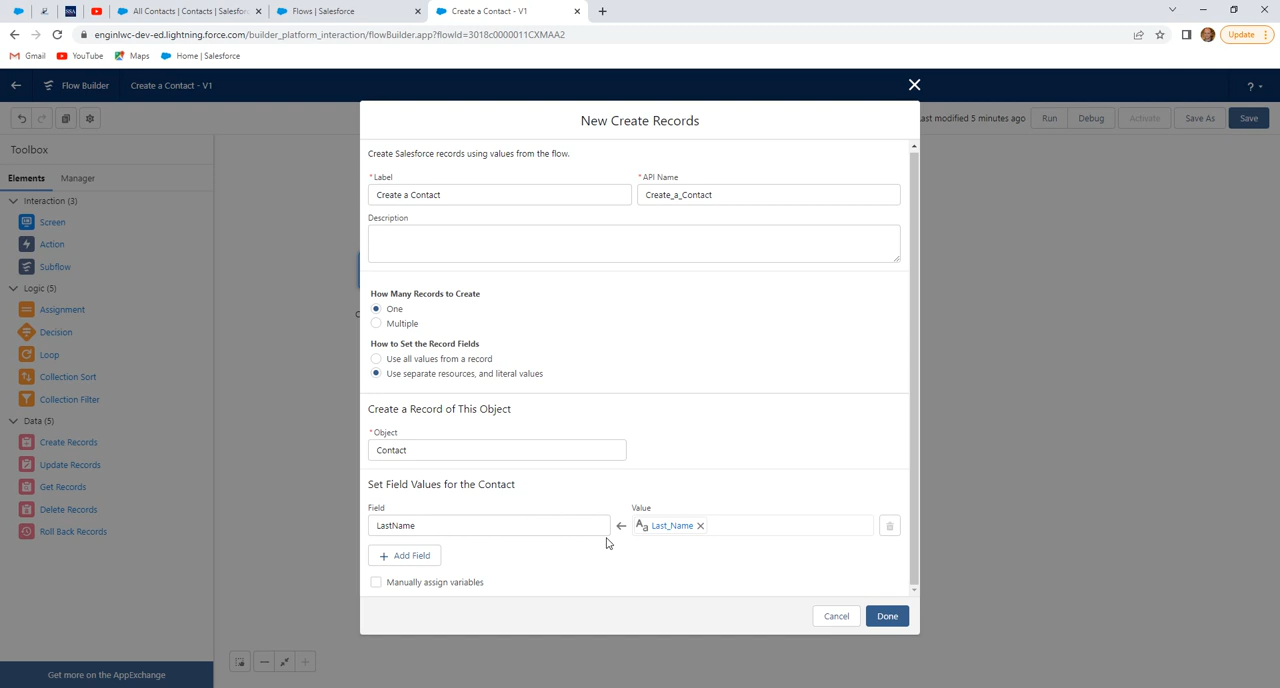 All Contacts | Contacts | Salesforc
Flows | Salesforce
Create a Contact - V1
enginlwc-dev-ed.lightning.force.com/builder_platform_interaction/flowBuilder.app?flowId=3018c0000011CXMAA2
Update
Gmail
YouTube
Maps
Home | Salesforce
Flow Builder
Create a Contact - V1
?
ast modified 5 minutes ago
Run
Debug
Activate
Save As
Save
Toolbox
Elements
Manager
Interaction (3)
Screen
Action
Subflow
Logic (5)
Assignment
Decision
Loop
Collection Sort
Collection Filter
Data (5)
Create Records
Update Records
Get Records
Delete Records
Roll Back Records
Get more on the AppExchange
New Create Records
Create Salesforce records using values from the flow.
* Label
* API Name
Create a Contact
Create_a_Contact
Description
How Many Records to Create
One
Multiple
How to Set the Record Fields
Use all values from a record
Use separate resources, and literal values
Create a Record of This Object
* Object
Contact
Set Field Values for the Contact
Field
Value
LastName
Aa Last_Name
+ Add Field
Manually assign variables
Cancel
Done